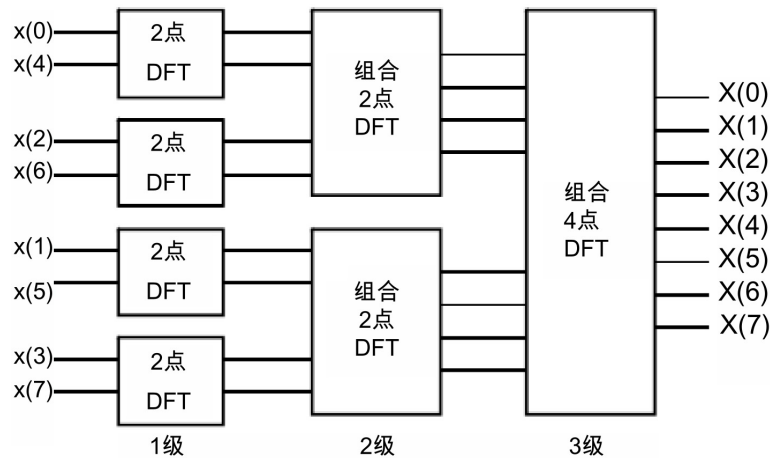 x(0)
x(4)
2点
DFT
x(2)
x(6)
2点
DFT
x(1)
x(5)
2点
DFT
x(3)
x(7)
2点
DFT
1级
组合
2点
DFT
组合
2点
DFT
2级
组合
4点
DFT
3级
X(0)
X(1)
X(2)
X(3)
X(4)
X(5)
X(6)
X(7)